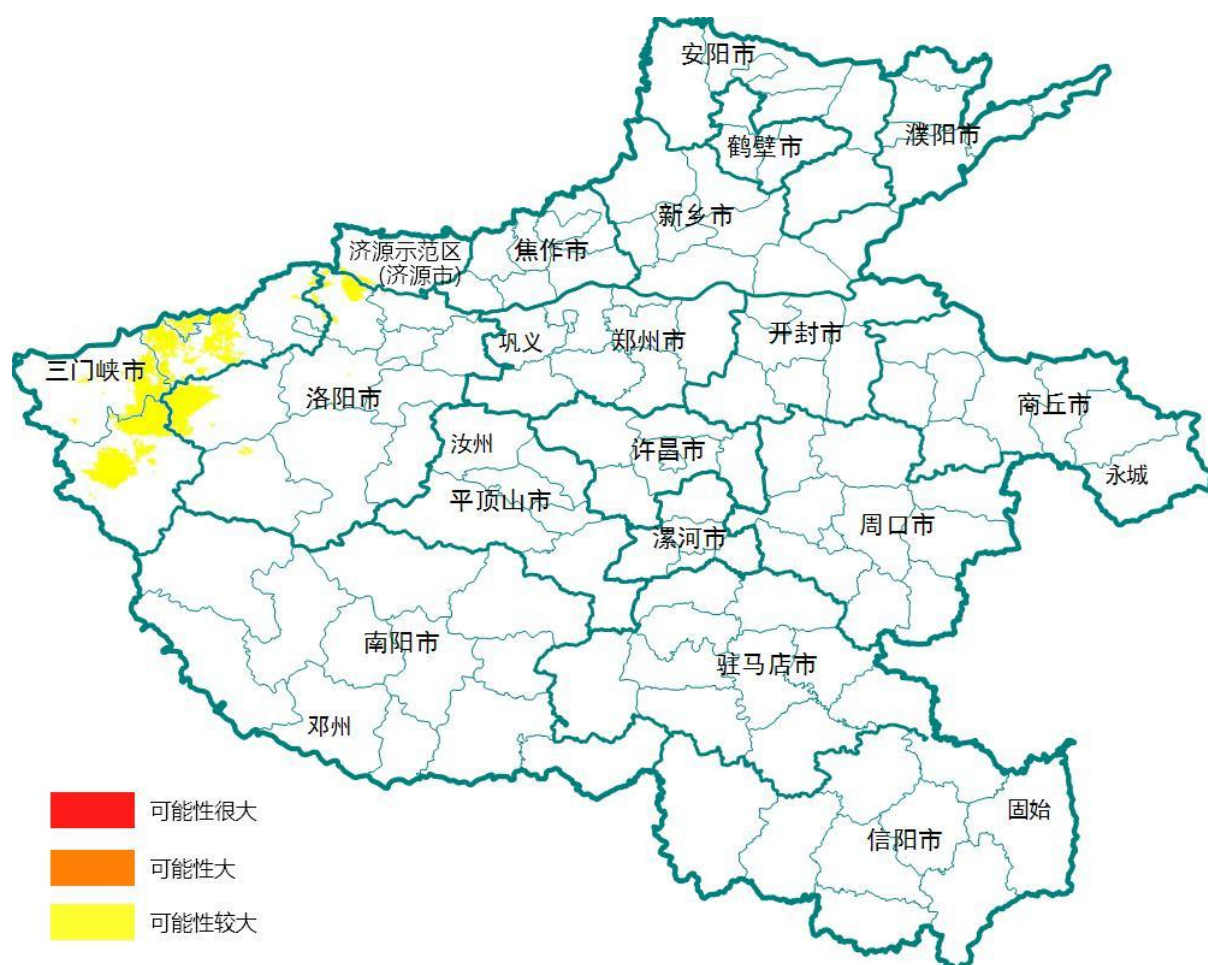 安阳市
濮阳市
鹤壁市
新乡市
济源示范区
(济源市)
焦作市
巩义
郑州市
开封市
三门峡市
洛阳市
商丘市
汝州
许昌市
永城
平顶山市
周口市
漯河市
南阳市
驻马店市
邓州
固始
信阳市
可能性很大
可能性大
可能性较大